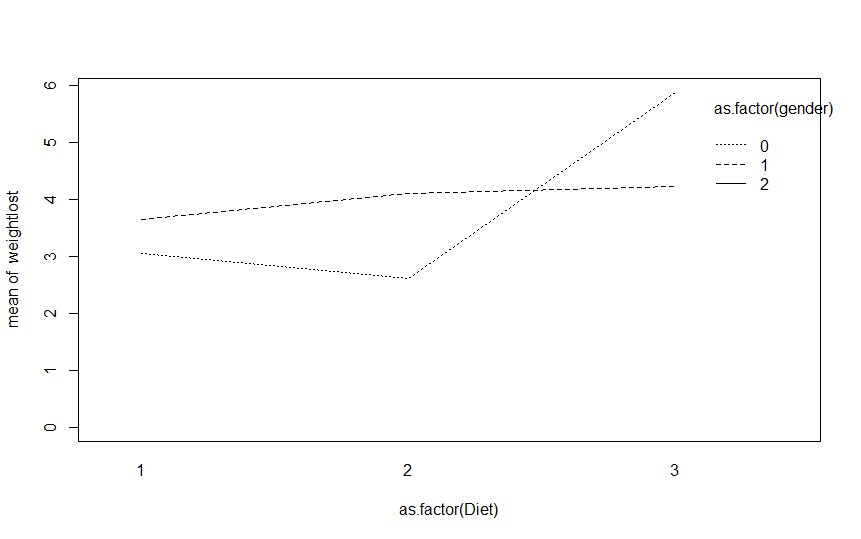 as.factor(gender)
0
1
2
6
5
4
3
2
1
0
mean of weightlost
1 2 3
as.factor(Diet)